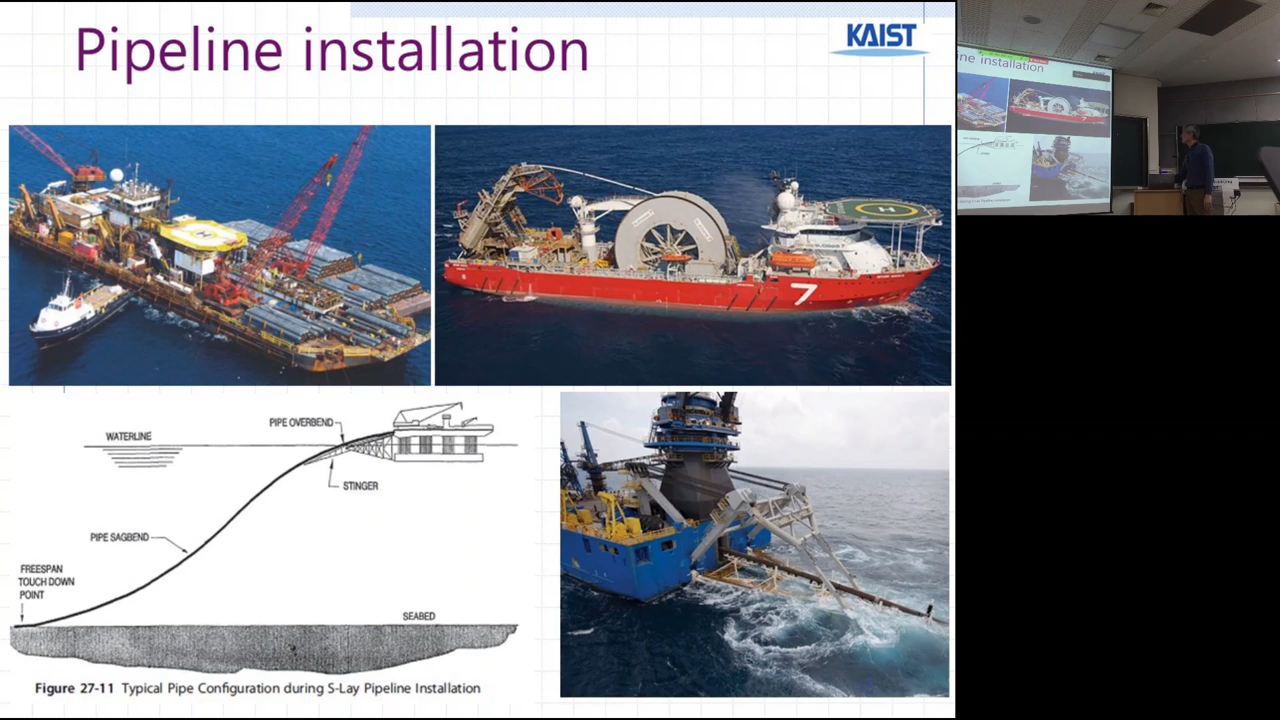 Pipeline installation
KAIST
H
H
7
WATERLINE
PIPE OVERBEND
STINGER
PIPE SAGBEND
FREESPAN
TOUCH DOWN
POINT
SEABED
Figure 27-11 Typical Pipe Configuration during S-Lay Pipeline Installation
ine installation